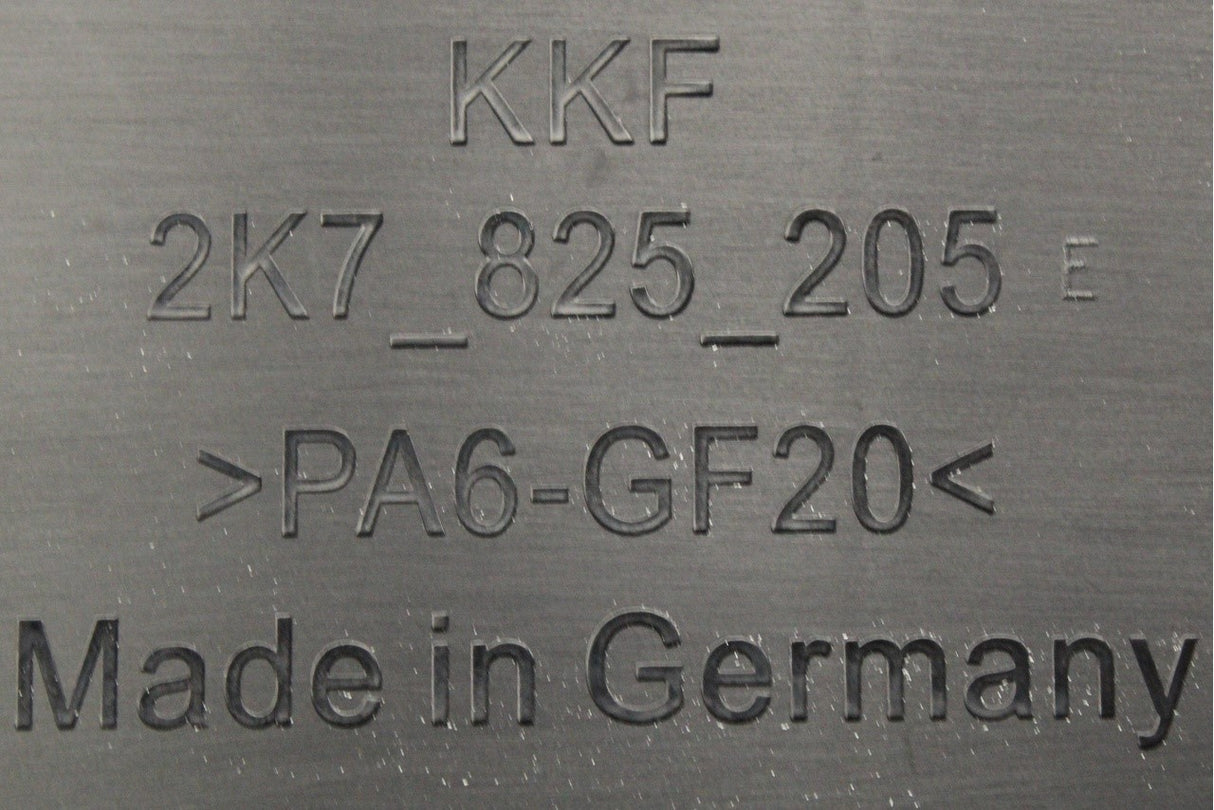 KKF
2K7_825_205 E
>PA6-GF20<
Made in Germany